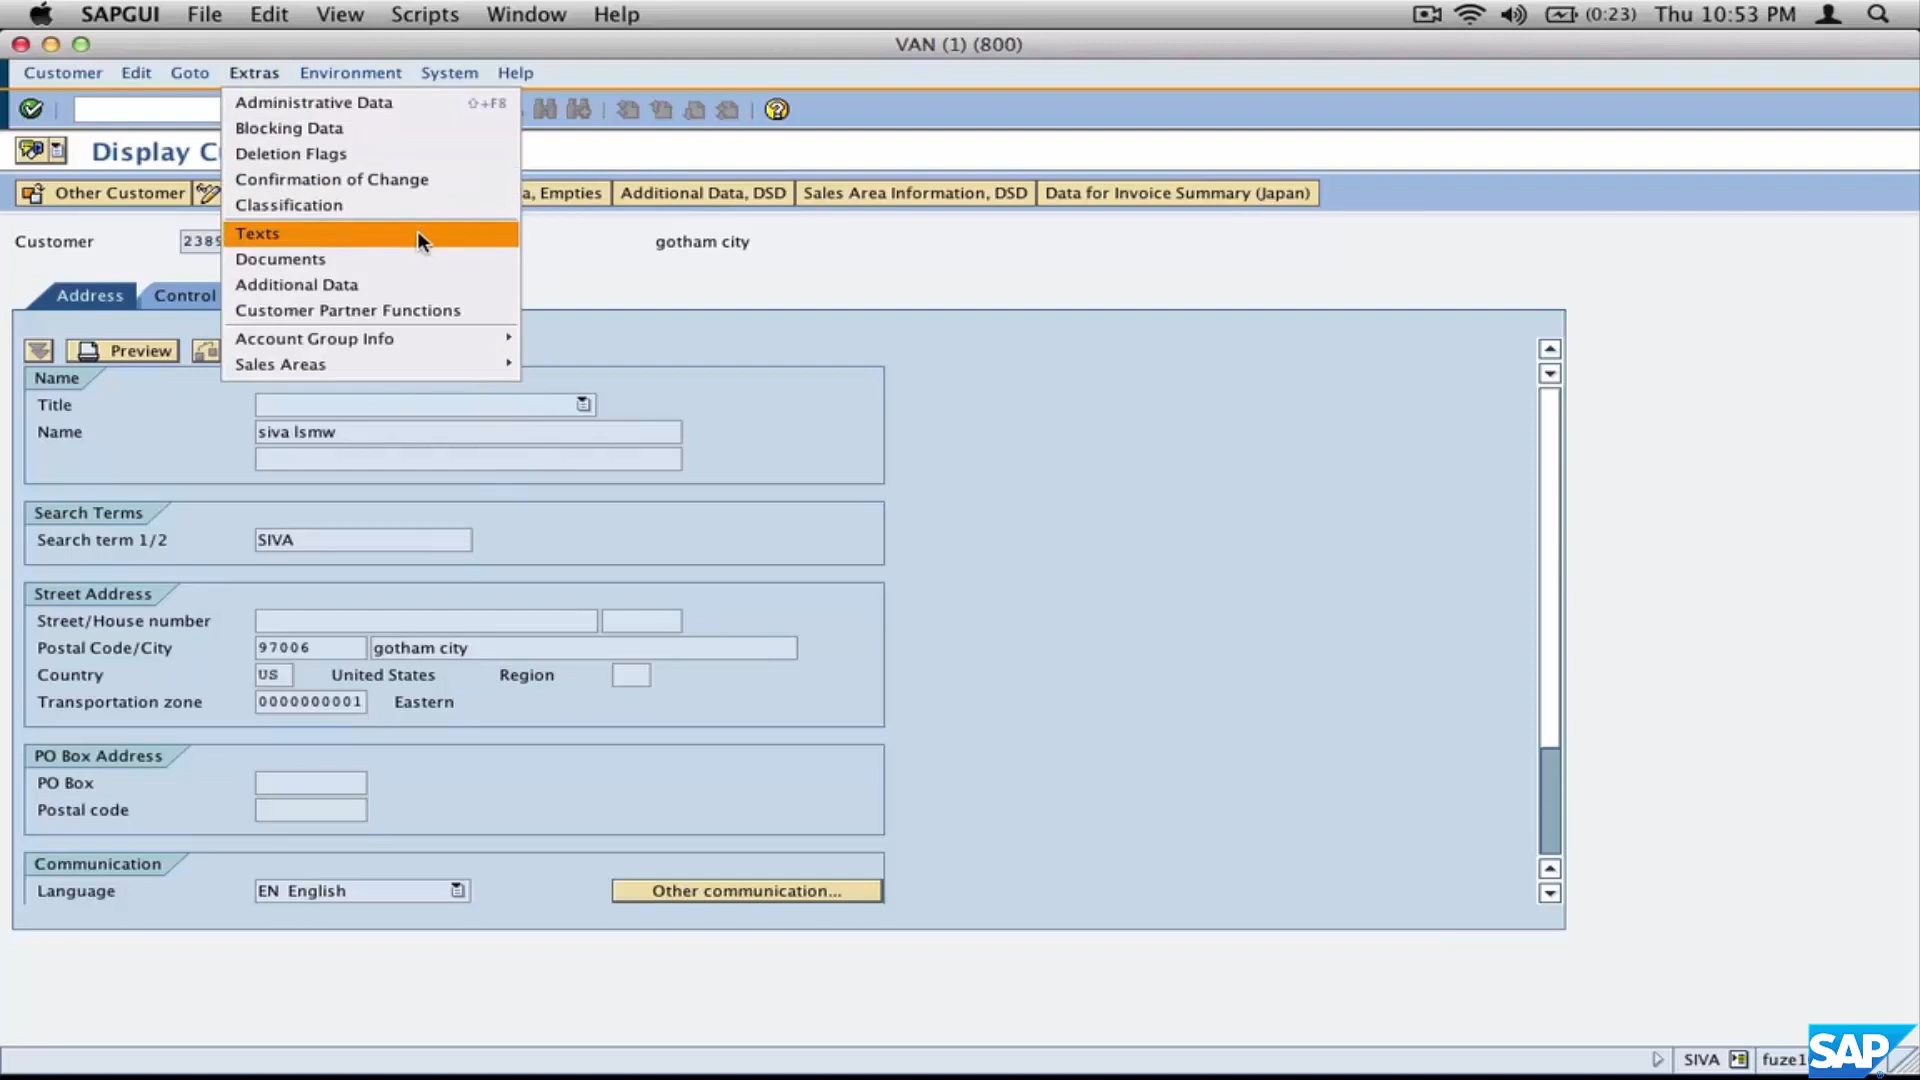 SAPGUI File Edit View Scripts Window Help (0:23) Thu 10:53 PM
VAN (1) (800)
Customer Edit Goto Extras Environment System Help
Administrative Data ⇧+F8
Blocking Data
Deletion Flags
Confirmation of Change
Classification
Texts
Documents
Additional Data
Customer Partner Functions
Account Group Info
Sales Areas
Display C
Other Customer a, Empties Additional Data, DSD Sales Area Information, DSD Data for Invoice Summary (Japan)
Customer 2389 gotham city
Address Control
Preview
Name
Title
Name siva lsmw
Search Terms
Search term 1/2 SIVA
Street Address
Street/House number
Postal Code/City 97006 gotham city
Country US United States Region
Transportation zone 0000000001 Eastern
PO Box Address
PO Box
Postal code
Communication
Language EN English Other communication...
SIVA fuze1 SAP